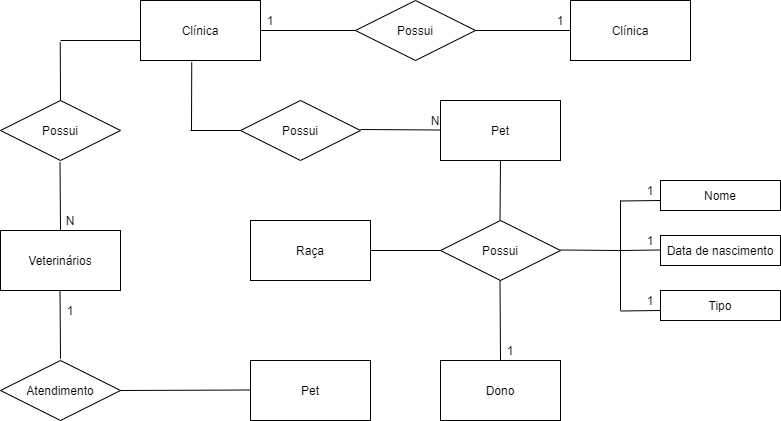 Clínica
1
Possui
1
Clínica
Possui
Possui
N
Pet
N
Veterinários
Raça
Possui
1
Nome
1
Data de nascimento
1
Tipo
1
1
Atendimento
Pet
Dono